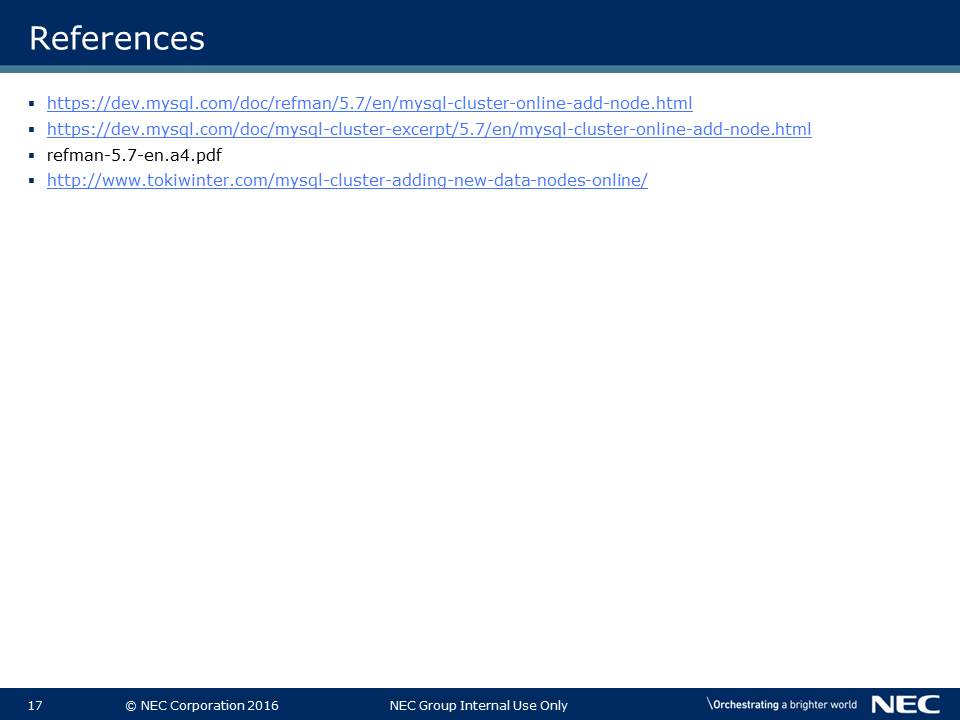 References
▪ https://dev.mysql.com/doc/refman/5.7/en/mysql-cluster-online-add-node.html
▪ https://dev.mysql.com/doc/mysql-cluster-excerpt/5.7/en/mysql-cluster-online-add-node.html
▪ refman-5.7-en.a4.pdf
▪ http://www.tokiwinter.com/mysql-cluster-adding-new-data-nodes-online/
17 © NEC Corporation 2016 NEC Group Internal Use Only \Orchestrating a brighter world NEC